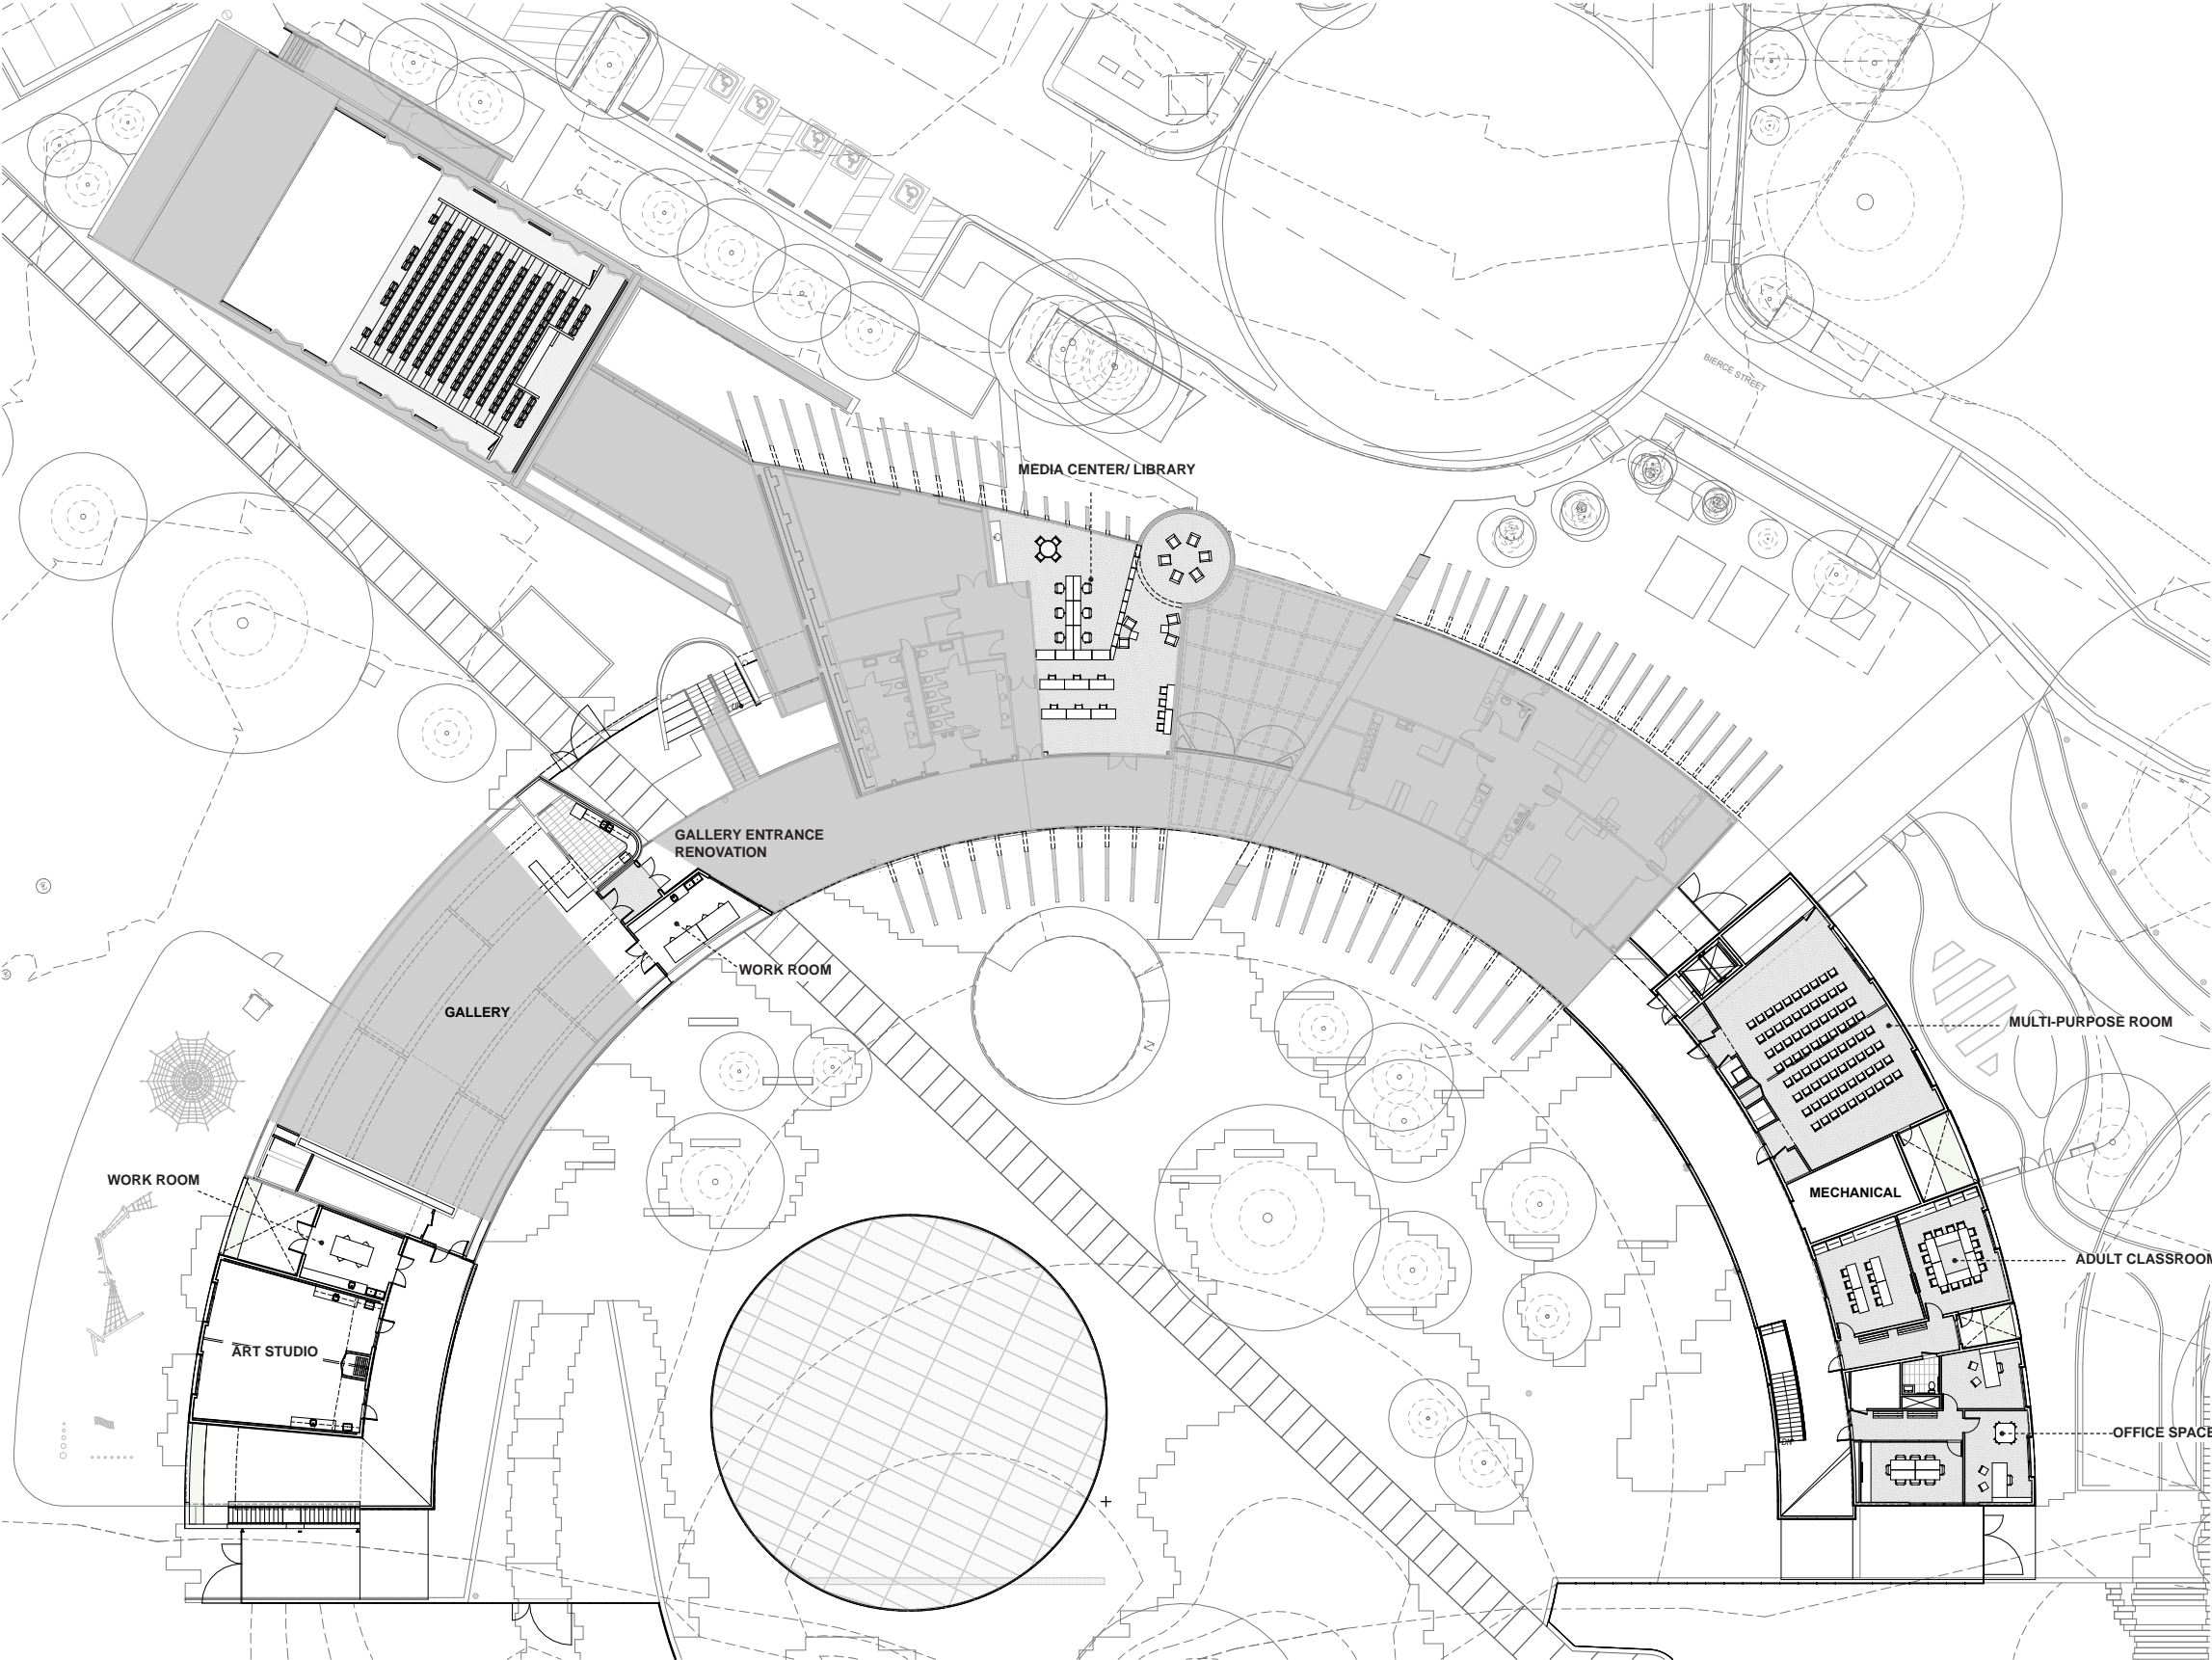 BIERCE STREET
MEDIA CENTER/ LIBRARY
GALLERY ENTRANCE
RENOVATION
WORK ROOM
GALLERY
MULTI-PURPOSE ROOM
WORK ROOM
MECHANICAL
ADULT CLASSROOM
ART STUDIO
OFFICE SPACE
DN